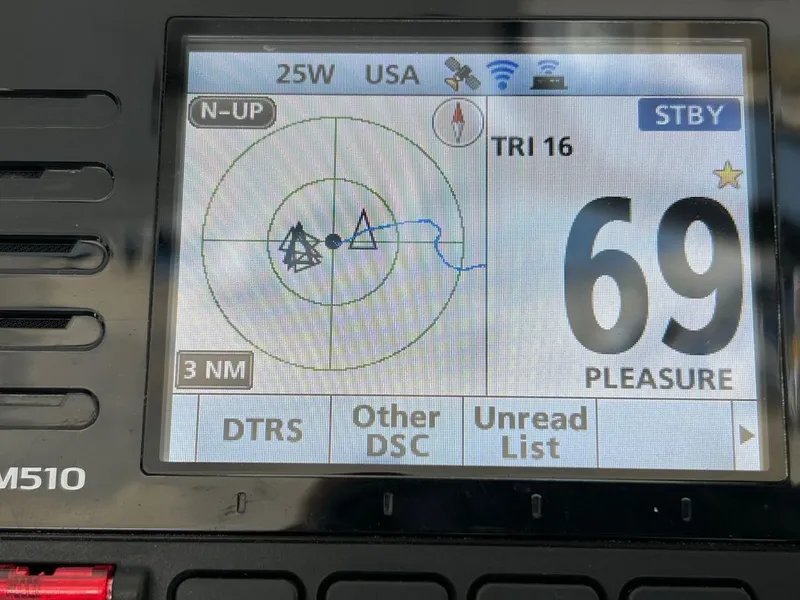 25W USA
N-UP
STBY
TRI 16
69
PLEASURE
3 NM
DTRS
Other
DSC
Unread
List
M510